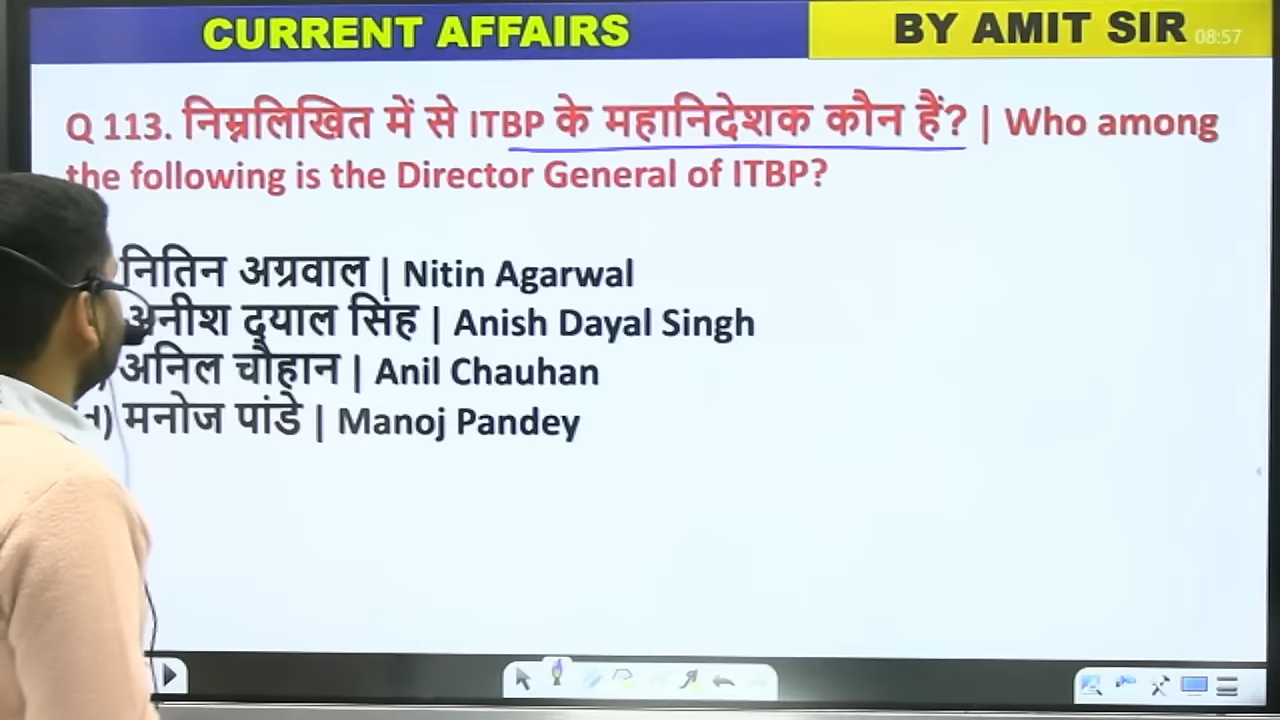 CURRENT AFFAIRS
BY AMIT SIR 08:57
Q 113. निम्नलिखित में से ITBP के महानिदेशक कौन हैं? | Who among
the following is the Director General of ITBP?
नितिन अग्रवाल | Nitin Agarwal
अनीश दयाल सिंह | Anish Dayal Singh
अनिल चौहान | Anil Chauhan
(d) मनोज पांडे | Manoj Pandey